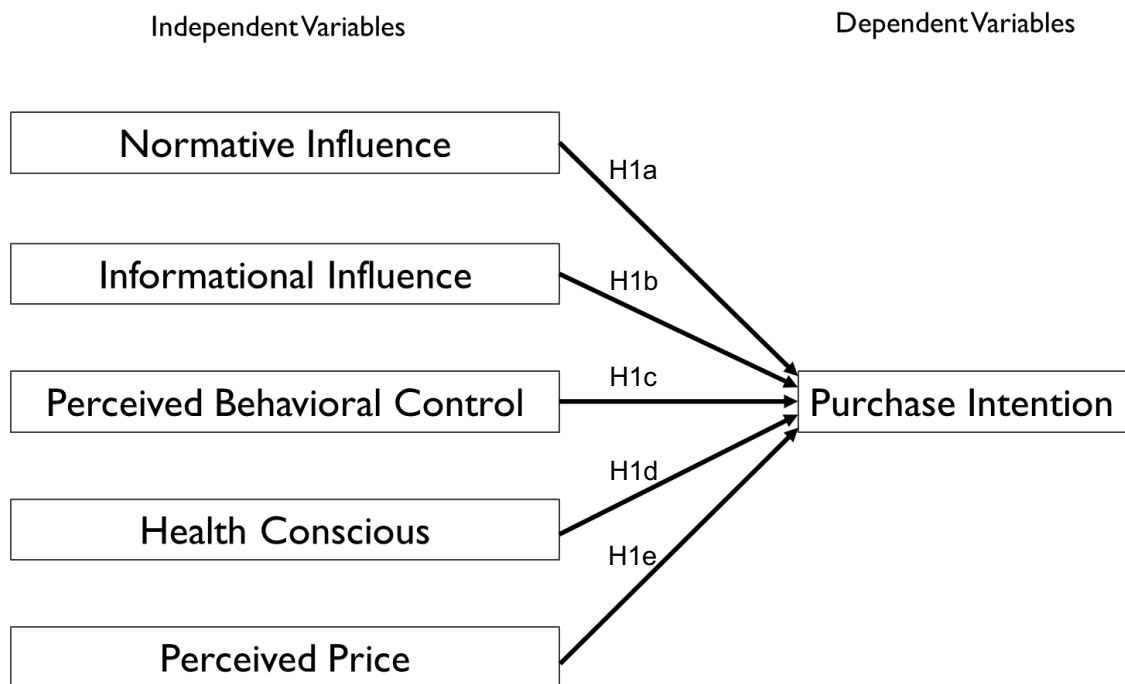 Independent Variables
Dependent Variables
Normative Influence
H1a
Informational Influence
H1b
Perceived Behavioral Control
H1c
Purchase Intention
Health Conscious
H1d
Perceived Price
H1e